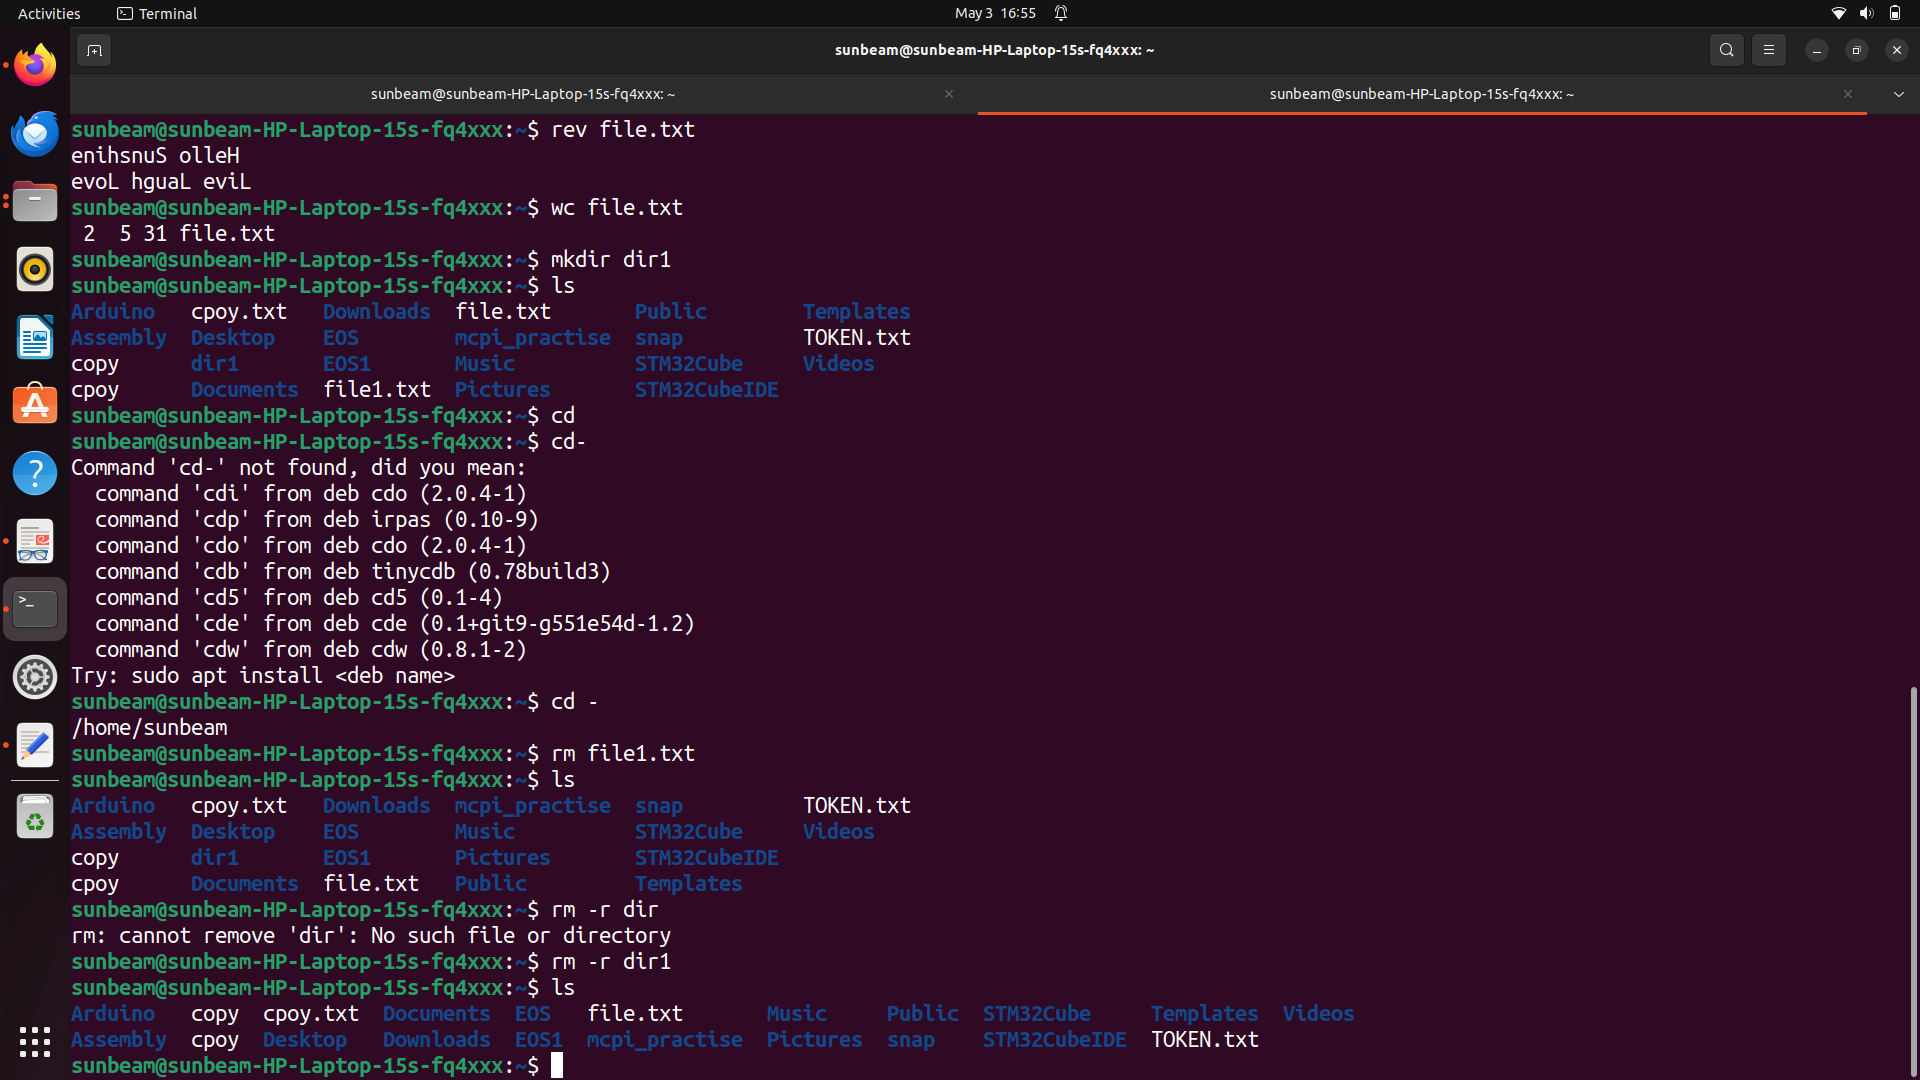 Activities Terminal May 3 16:55
sunbeam@sunbeam-HP-Laptop-15s-fq4xxx: ~
sunbeam@sunbeam-HP-Laptop-15s-fq4xxx: ~ × sunbeam@sunbeam-HP-Laptop-15s-fq4xxx: ~ ×
sunbeam@sunbeam-HP-Laptop-15s-fq4xxx:~$ rev file.txt
enihsnuS olleH
evoL hguaL eviL
sunbeam@sunbeam-HP-Laptop-15s-fq4xxx:~$ wc file.txt
 2  5 31 file.txt
sunbeam@sunbeam-HP-Laptop-15s-fq4xxx:~$ mkdir dir1
sunbeam@sunbeam-HP-Laptop-15s-fq4xxx:~$ ls
Arduino   cpoy.txt   Downloads  file.txt       Public        Templates
Assembly  Desktop    EOS        mcpi_practise  snap          TOKEN.txt
copy      dir1       EOS1       Music          STM32Cube     Videos
cpoy      Documents  file1.txt  Pictures       STM32CubeIDE
sunbeam@sunbeam-HP-Laptop-15s-fq4xxx:~$ cd
sunbeam@sunbeam-HP-Laptop-15s-fq4xxx:~$ cd-
Command 'cd-' not found, did you mean:
  command 'cdi' from deb cdo (2.0.4-1)
  command 'cdp' from deb irpas (0.10-9)
  command 'cdo' from deb cdo (2.0.4-1)
  command 'cdb' from deb tinycdb (0.78build3)
  command 'cd5' from deb cd5 (0.1-4)
  command 'cde' from deb cde (0.1+git9-g551e54d-1.2)
  command 'cdw' from deb cdw (0.8.1-2)
Try: sudo apt install <deb name>
sunbeam@sunbeam-HP-Laptop-15s-fq4xxx:~$ cd -
/home/sunbeam
sunbeam@sunbeam-HP-Laptop-15s-fq4xxx:~$ rm file1.txt
sunbeam@sunbeam-HP-Laptop-15s-fq4xxx:~$ ls
Arduino   cpoy.txt   Downloads  mcpi_practise  snap          TOKEN.txt
Assembly  Desktop    EOS        Music          STM32Cube     Videos
copy      dir1       EOS1       Pictures       STM32CubeIDE
cpoy      Documents  file.txt   Public         Templates
sunbeam@sunbeam-HP-Laptop-15s-fq4xxx:~$ rm -r dir
rm: cannot remove 'dir': No such file or directory
sunbeam@sunbeam-HP-Laptop-15s-fq4xxx:~$ rm -r dir1
sunbeam@sunbeam-HP-Laptop-15s-fq4xxx:~$ ls
Arduino   copy  cpoy.txt  Documents  EOS   file.txt       Music     Public  STM32Cube     Templates  Videos
Assembly  cpoy  Desktop   Downloads  EOS1  mcpi_practise  Pictures  snap    STM32CubeIDE  TOKEN.txt
sunbeam@sunbeam-HP-Laptop-15s-fq4xxx:~$